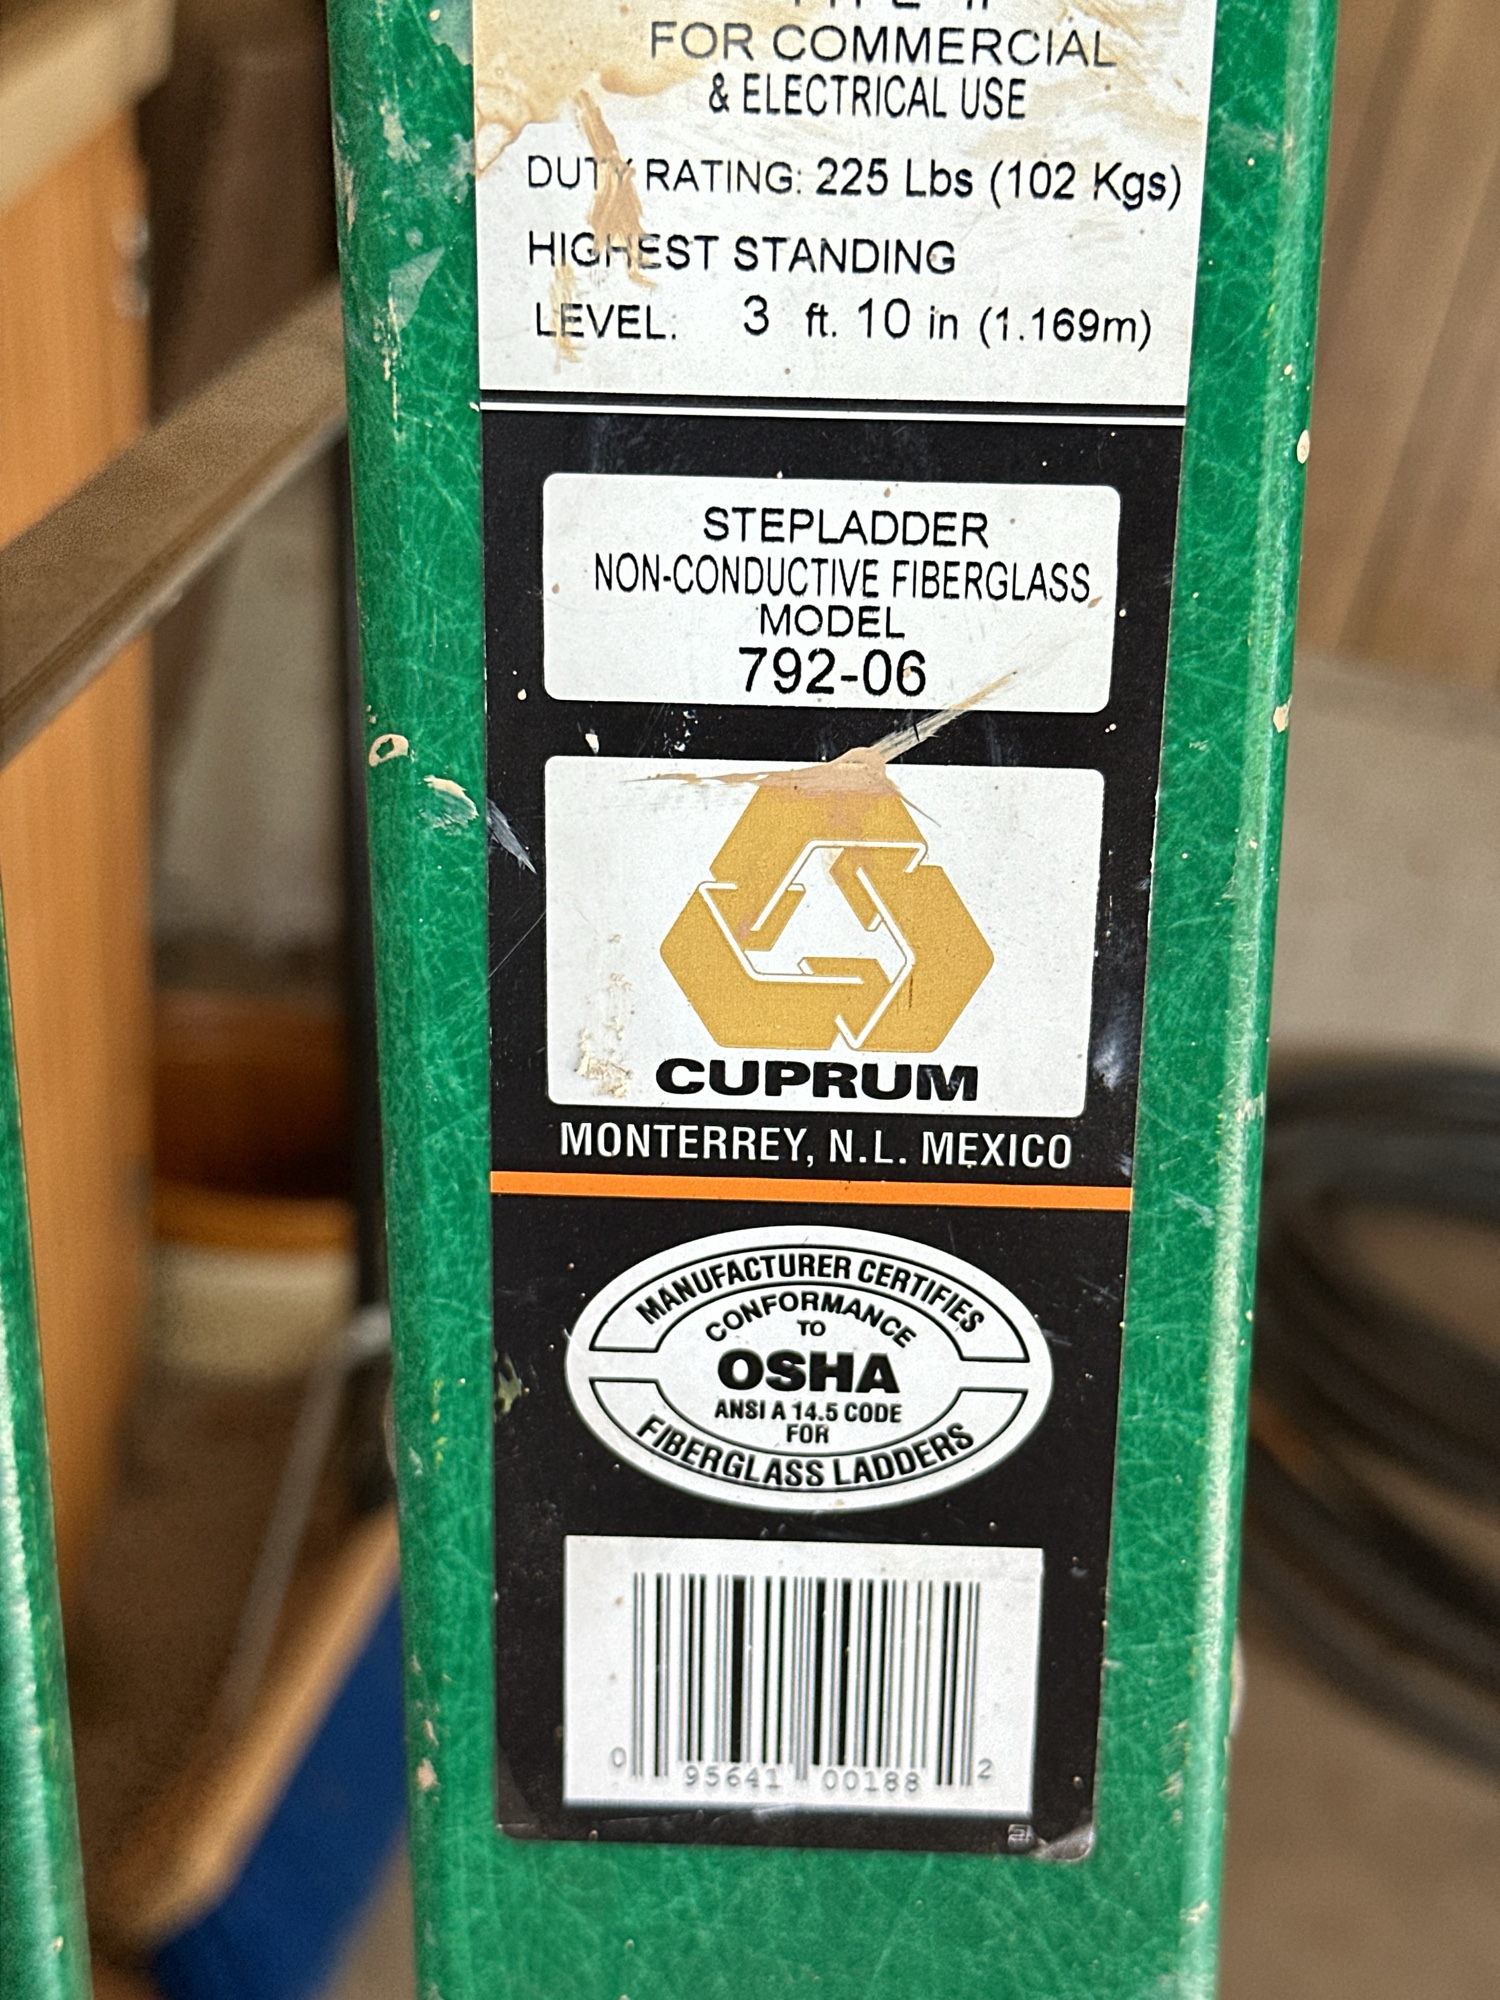 TYPE II
FOR COMMERCIAL
& ELECTRICAL USE
DUTY RATING: 225 Lbs (102 Kgs)
HIGHEST STANDING
LEVEL: 3 ft. 10 in (1.169m)
STEPLADDER
NON-CONDUCTIVE FIBERGLASS
MODEL
792-06
CUPRUM
MONTERREY, N.L. MEXICO
MANUFACTURER CERTIFIES
CONFORMANCE
TO
OSHA
ANSI A 14.5 CODE
FOR
FIBERGLASS LADDERS
0 95641 00188 2